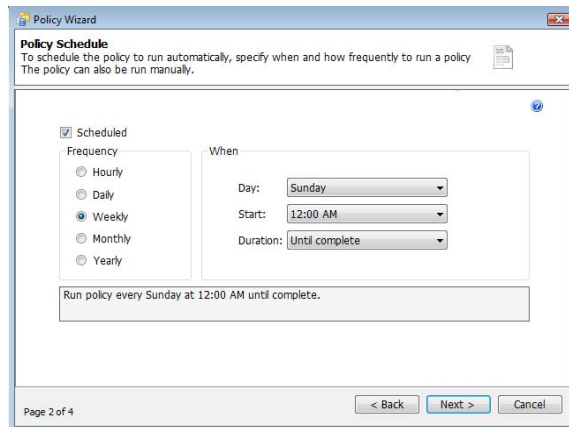 Policy Wizard
Policy Schedule
To schedule the policy to run automatically, specify when and how frequently to run a policy
The policy can also be run manually.
Scheduled
Frequency
Hourly
Daily
Weekly
Monthly
Yearly
When
Day: Sunday
Start: 12:00 AM
Duration: Until complete
Run policy every Sunday at 12:00 AM until complete.
Page 2 of 4
< Back
Next >
Cancel